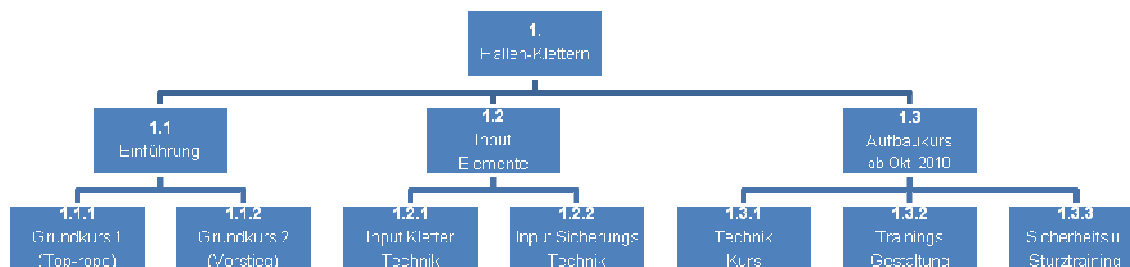 1.
Hallen-Klettern
1.1
Einführung
1.2
Input
Elemente
1.3
Aufbaukurs
ab Okt. 2010
1.1.1
Grundkurs 1
(Top-rope)
1.1.2
Grundkurs 2
(Vorstieg)
1.2.1
Input Kletter
Technik
1.2.2
Input Sicherungs
Technik
1.3.1
Technik
Kurs
1.3.2
Trainings
Gestaltung
1.3.3
Sicherheits u
Sturztraining